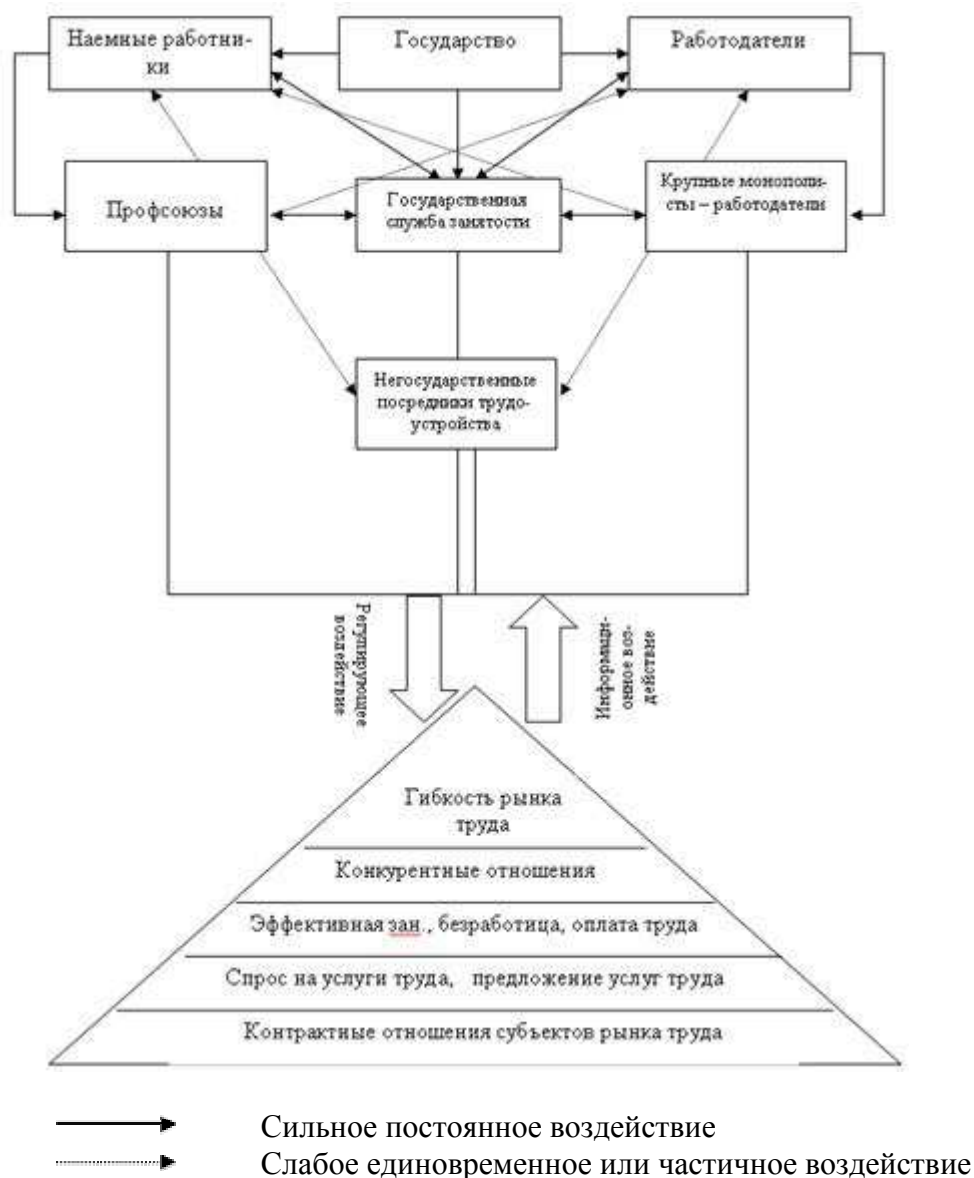 Наемные работни-
ки
Государство
Работодатели
Профсоюзы
Государственная
служба занятости
Крупные монополи-
сты – работодатели
Негосударственные
посредники трудо-
устройства
Регулирующее
воздействие
Информаци-
онное воз-
действие
Гибкость рынка
труда
Конкурентные отношения
Эффективная зан., безработица, оплата труда
Спрос на услуги труда, предложение услуг труда
Контрактные отношения субъектов рынка труда
Сильное постоянное воздействие
Слабое единовременное или частичное воздействие